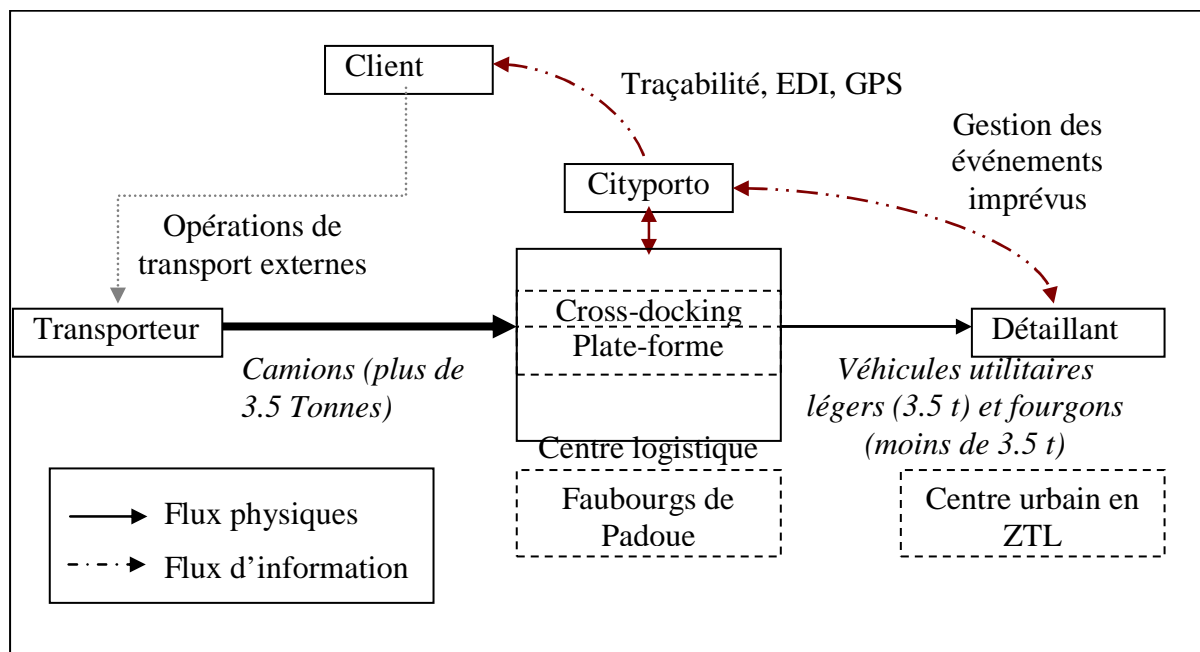 Client
Traçabilité, EDI, GPS
Gestion des
événements
imprévus
Cityporto
Opérations de
transport externes
Transporteur
Cross-docking
Plate-forme
Détaillant
Camions (plus de
3.5 Tonnes)
Véhicules utilitaires
légers (3.5 t) et fourgons
(moins de 3.5 t)
Centre logistique
Faubourgs de
Padoue
Centre urbain en
ZTL
Flux physiques
Flux d’information